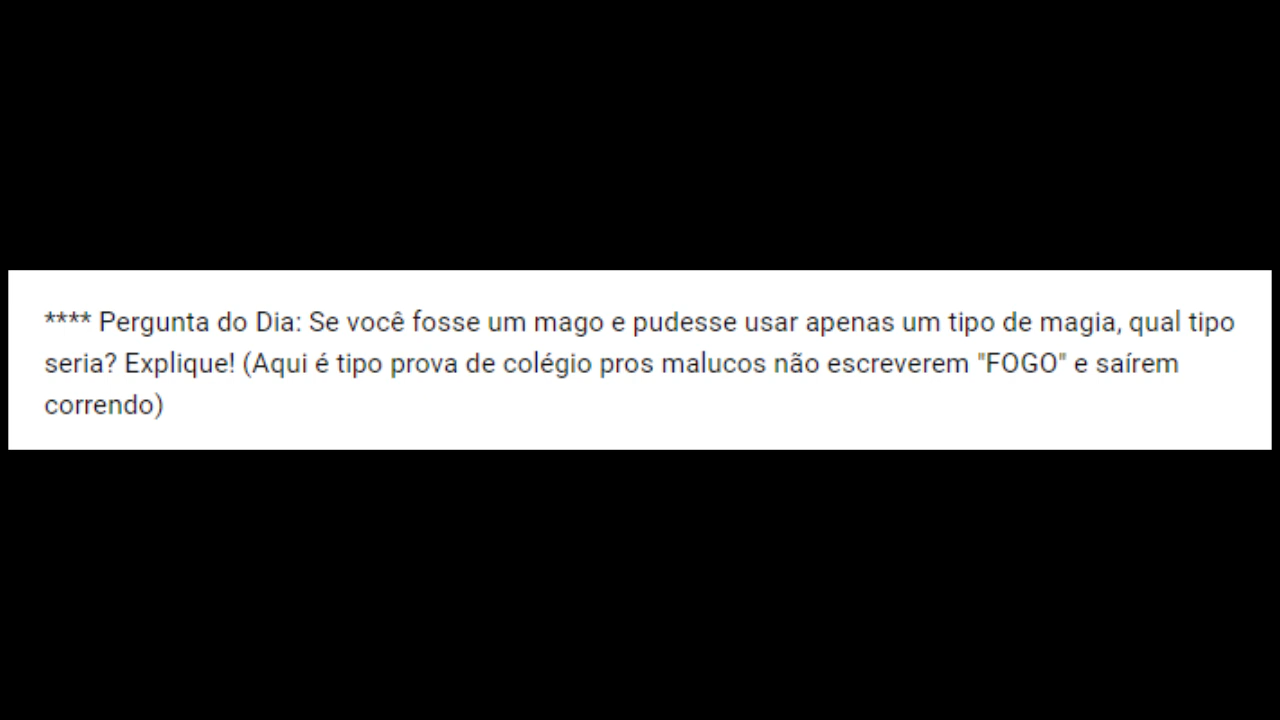 **** Pergunta do Dia: Se você fosse um mago e pudesse usar apenas um tipo de magia, qual tipo
seria? Explique! (Aqui é tipo prova de colégio pros malucos não escreverem "FOGO" e saírem
correndo)